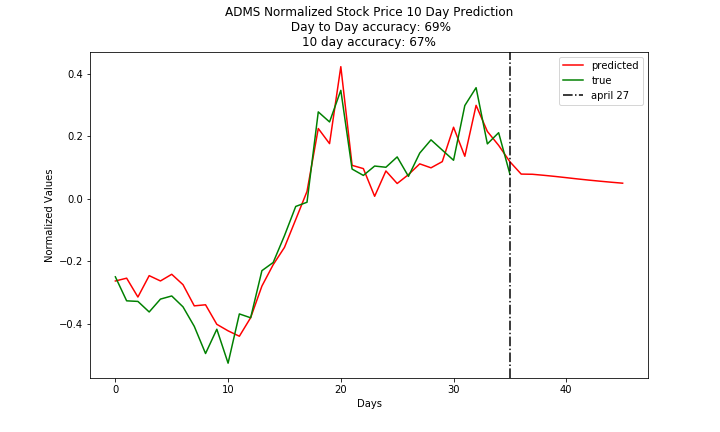 ADMS Normalized Stock Price 10 Day Prediction
Day to Day accuracy: 69%
10 day accuracy: 67%
predicted
true
april 27
Normalized Values
0.4
0.2
0.0
−0.2
−0.4
0
10
20
30
40
Days